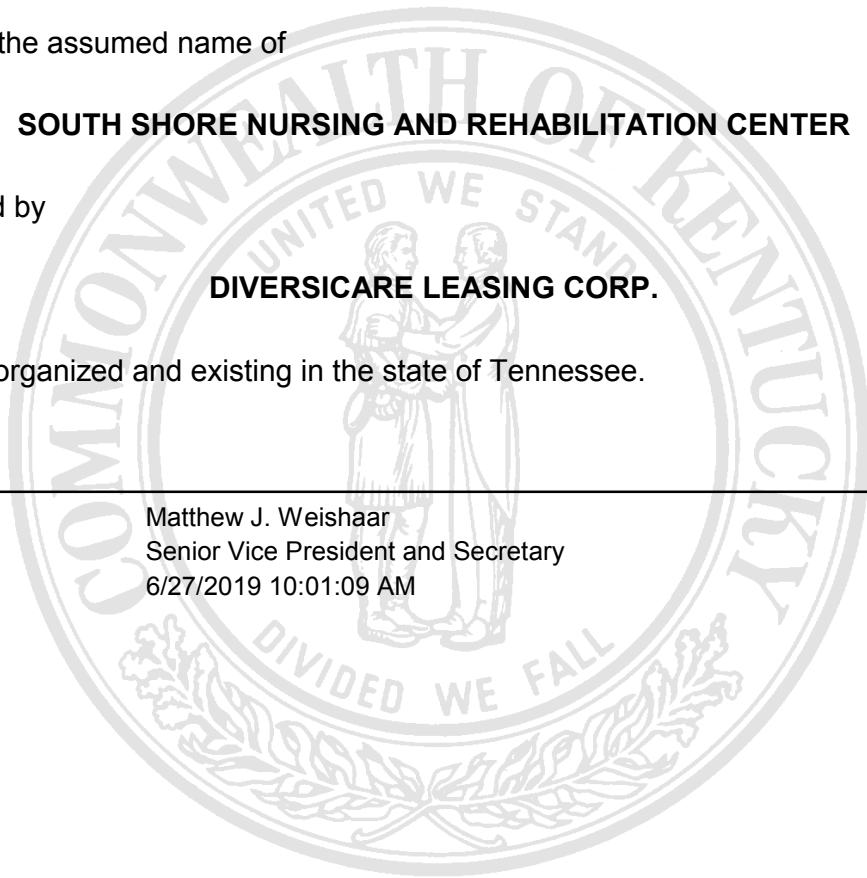 the assumed name of
SOUTH SHORE NURSING AND REHABILITATION CENTER
d by
DIVERSICARE LEASING CORP.
organized and existing in the state of Tennessee.
Matthew J. Weishaar
Senior Vice President and Secretary
6/27/2019 10:01:09 AM
COMMONWEALTH OF KENTUCKY
UNITED WE STAND
DIVIDED WE FALL